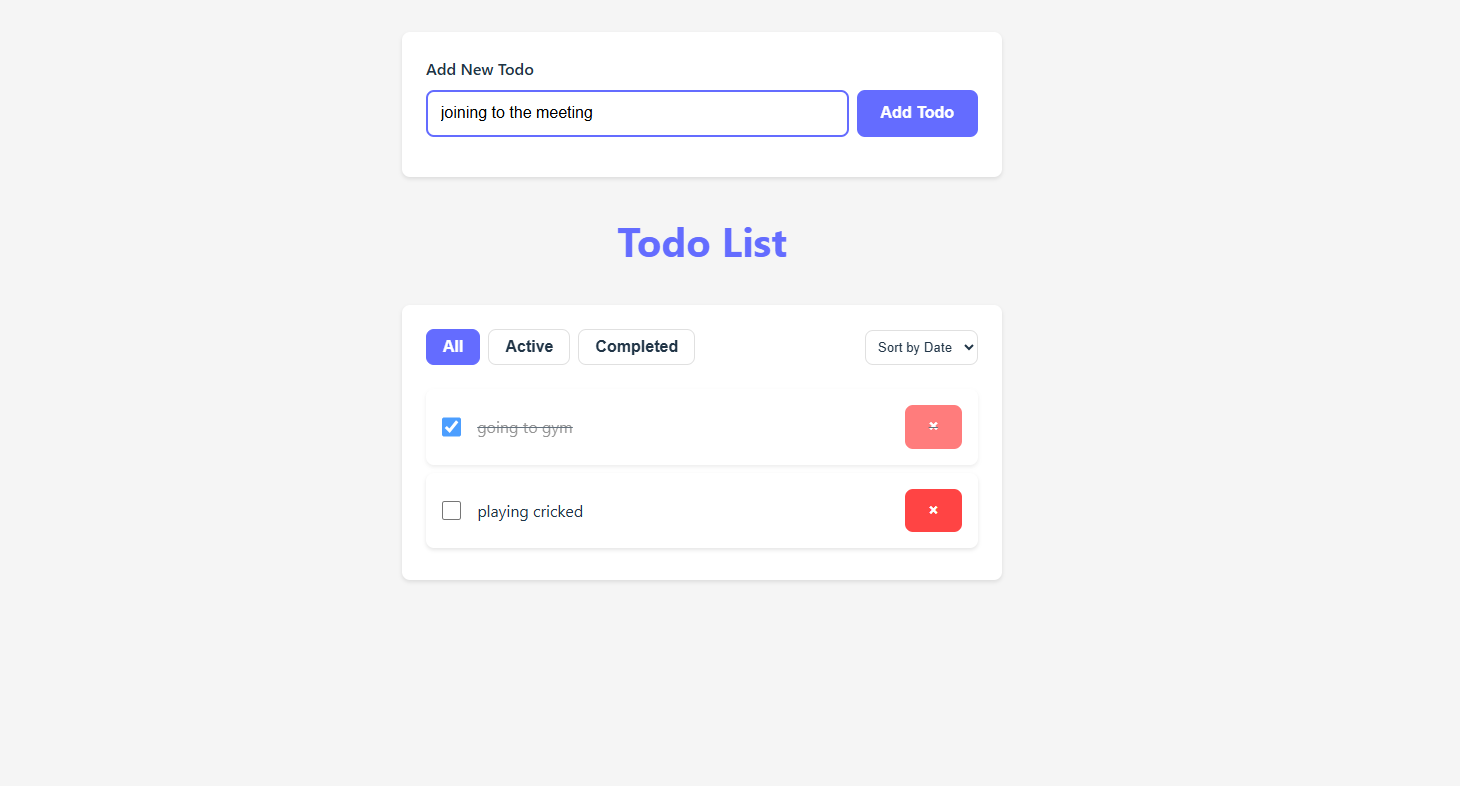 Add New Todo
joining to the meeting
Add Todo
Todo List
All Active Completed Sort by Date
going to gym
playing cricked